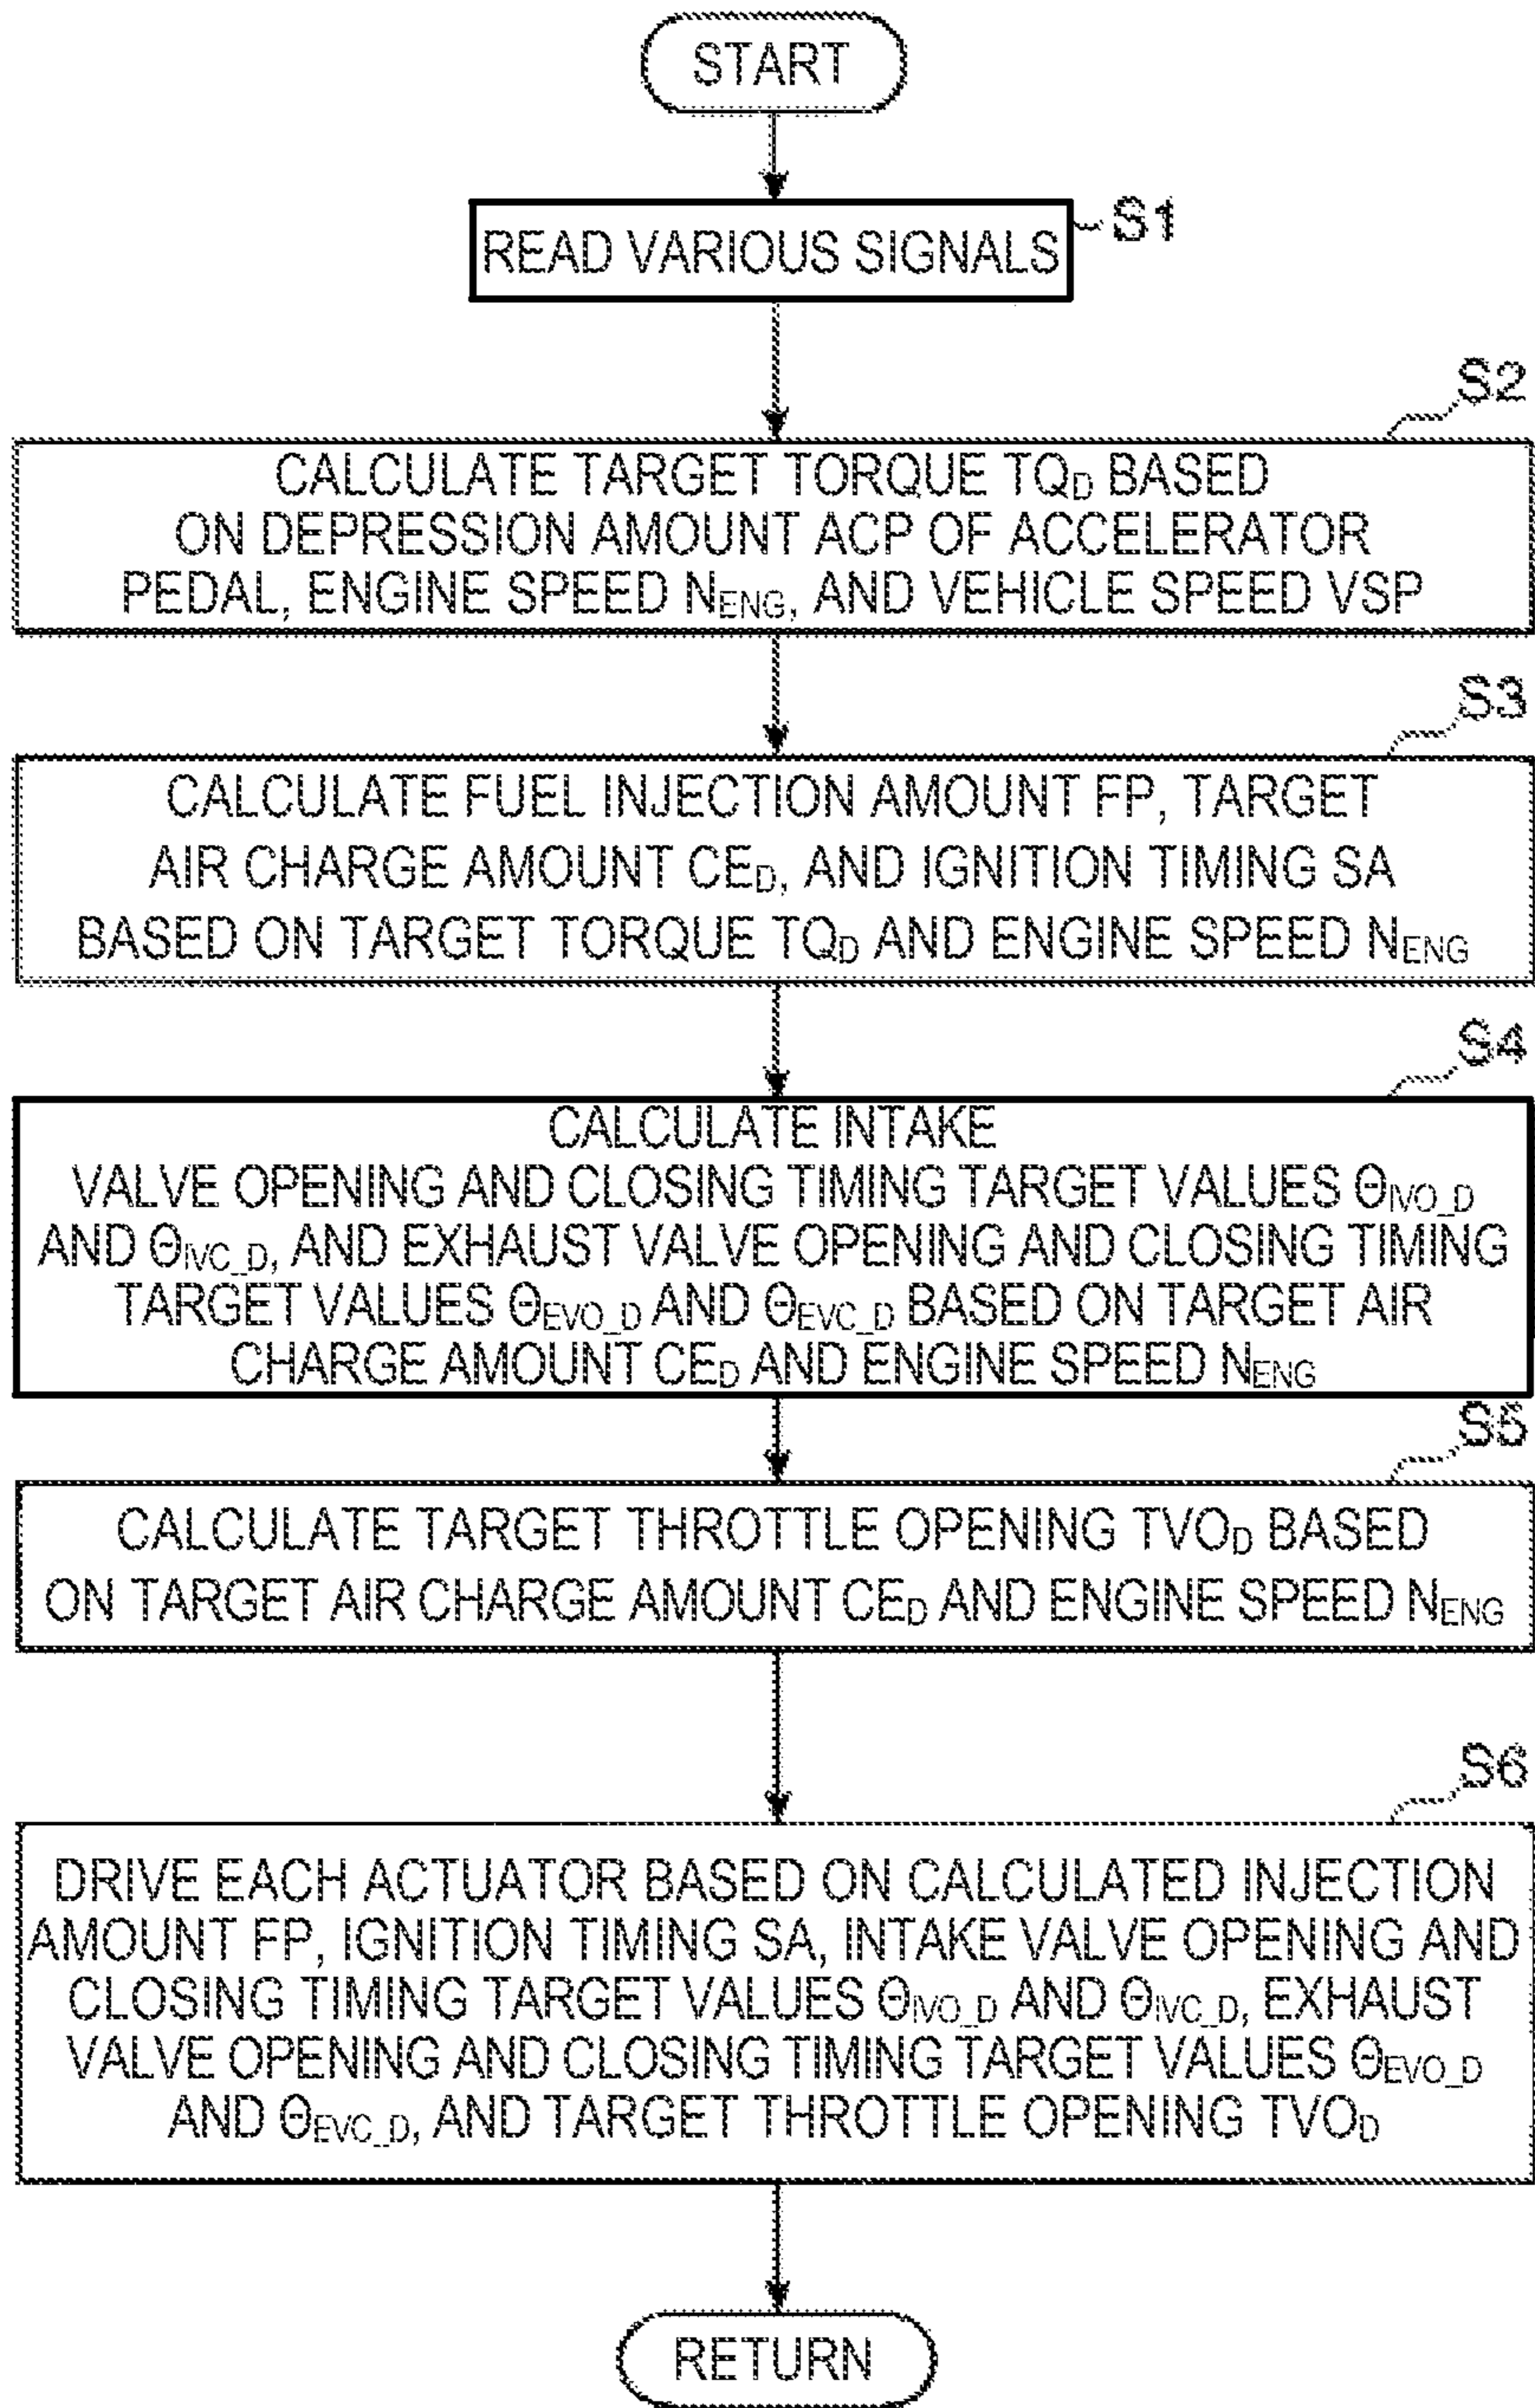 START
READ VARIOUS SIGNALS
S1
S2
CALCULATE TARGET TORQUE TQD BASED
ON DEPRESSION AMOUNT ACP OF ACCELERATOR
PEDAL, ENGINE SPEED NENG, AND VEHICLE SPEED VSP
S3
CALCULATE FUEL INJECTION AMOUNT FP, TARGET
AIR CHARGE AMOUNT CED, AND IGNITION TIMING SA
BASED ON TARGET TORQUE TQD AND ENGINE SPEED NENG
S4
CALCULATE INTAKE
VALVE OPENING AND CLOSING TIMING TARGET VALUES ΘIVO_D
AND ΘIVC_D, AND EXHAUST VALVE OPENING AND CLOSING TIMING
TARGET VALUES ΘEVO_D AND ΘEVC_D BASED ON TARGET AIR
CHARGE AMOUNT CED AND ENGINE SPEED NENG
S5
CALCULATE TARGET THROTTLE OPENING TVOD BASED
ON TARGET AIR CHARGE AMOUNT CED AND ENGINE SPEED NENG
S6
DRIVE EACH ACTUATOR BASED ON CALCULATED INJECTION
AMOUNT FP, IGNITION TIMING SA, INTAKE VALVE OPENING AND
CLOSING TIMING TARGET VALUES ΘIVO_D AND ΘIVC_D, EXHAUST
VALVE OPENING AND CLOSING TIMING TARGET VALUES ΘEVO_D
AND ΘEVC_D, AND TARGET THROTTLE OPENING TVOD
RETURN